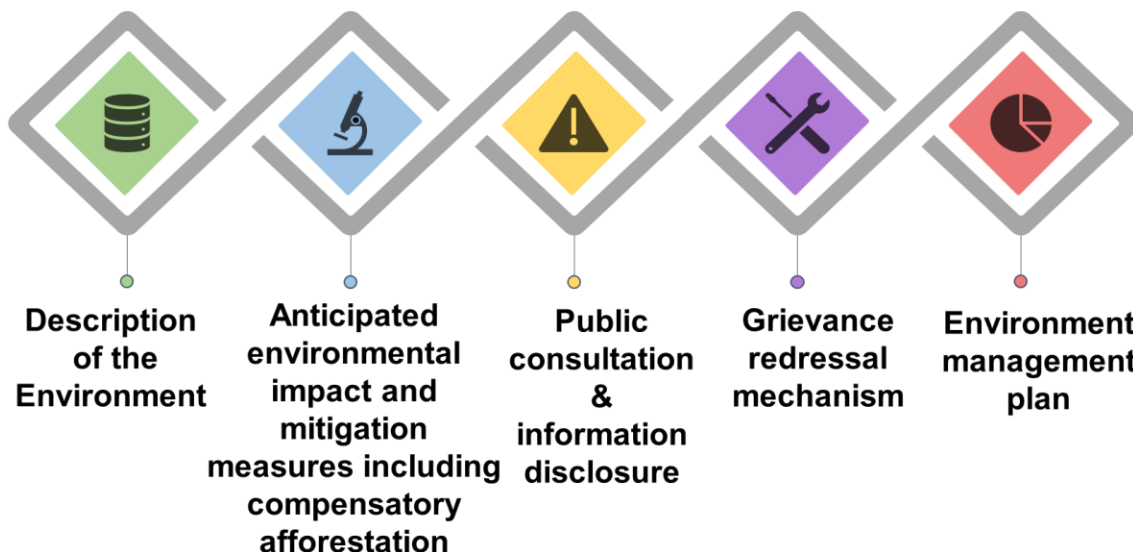 Description
of the
Environment
Anticipated
environmental
impact and
mitigation
measures including
compensatory
afforestation
Public
consultation
&
information
disclosure
Grievance
redressal
mechanism
Environment
management
plan